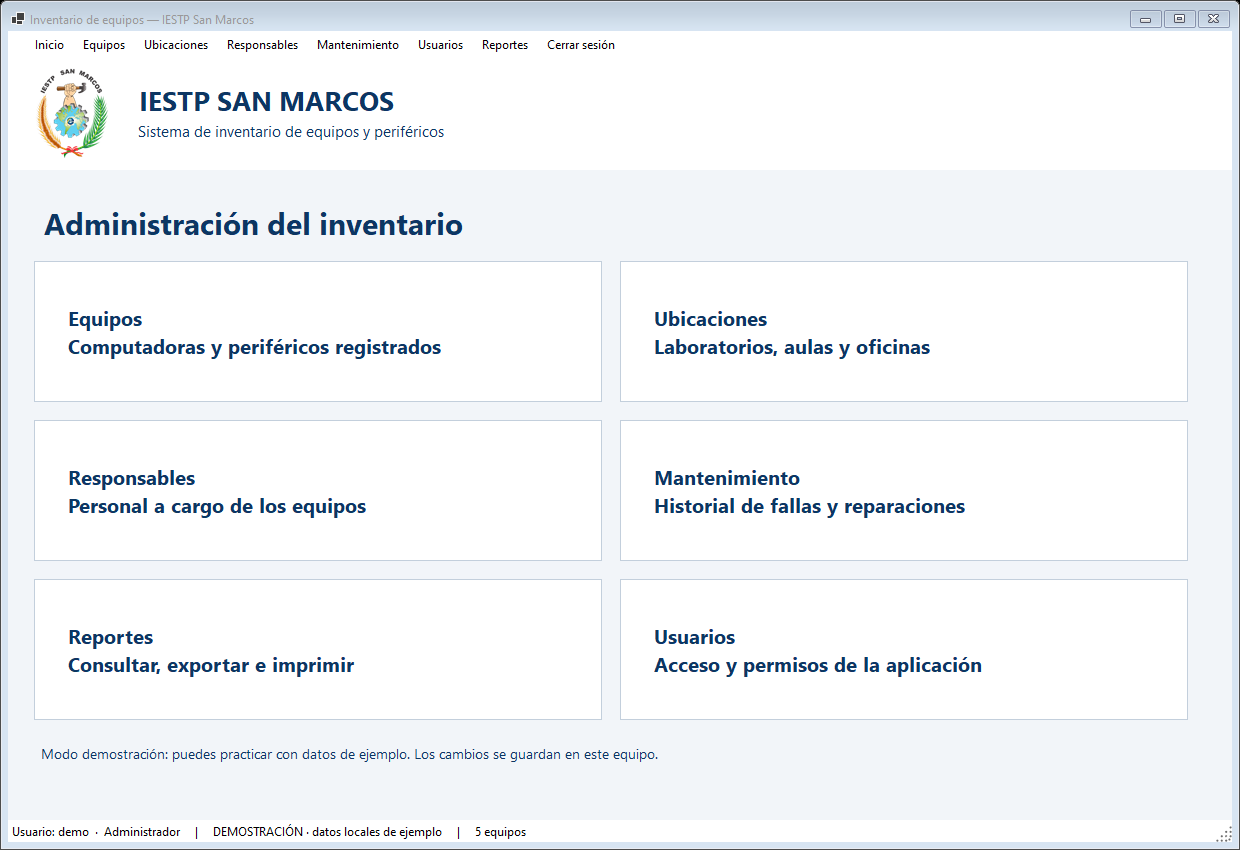 Inventario de equipos — IESTP San Marcos
Inicio Equipos Ubicaciones Responsables Mantenimiento Usuarios Reportes Cerrar sesión
IESTP SAN MARCOS
IESTP SAN MARCOS
Sistema de inventario de equipos y periféricos
Administración del inventario
Equipos
Computadoras y periféricos registrados
Ubicaciones
Laboratorios, aulas y oficinas
Responsables
Personal a cargo de los equipos
Mantenimiento
Historial de fallas y reparaciones
Reportes
Consultar, exportar e imprimir
Usuarios
Acceso y permisos de la aplicación
Modo demostración: puedes practicar con datos de ejemplo. Los cambios se guardan en este equipo.
Usuario: demo · Administrador | DEMOSTRACIÓN · datos locales de ejemplo | 5 equipos